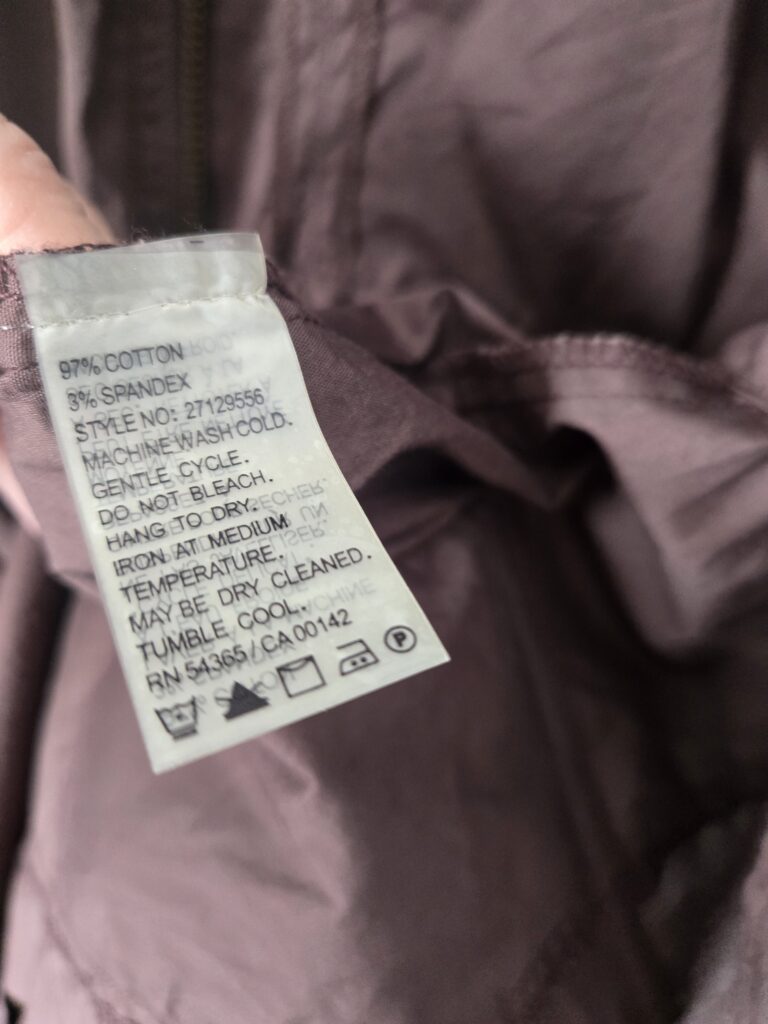 97% COTTON
3% SPANDEX
STYLE NO: 27129556
MACHINE WASH COLD.
GENTLE CYCLE.
DO NOT BLEACH.
HANG TO DRY.
IRON AT MEDIUM
TEMPERATURE.
MAY BE DRY CLEANED.
TUMBLE COOL.
RN 54365 / CA 00142
P